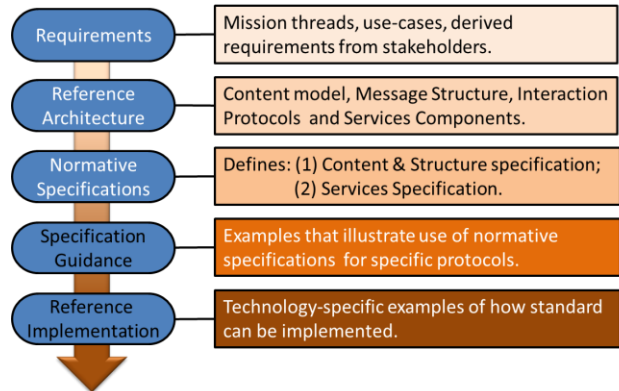 Requirements
Mission threads, use-cases, derived
requirements from stakeholders.
Reference
Architecture
Content model, Message Structure, Interaction
Protocols and Services Components.
Normative
Specifications
Defines: (1) Content & Structure specification;
(2) Services Specification.
Specification
Guidance
Examples that illustrate use of normative
specifications for specific protocols.
Reference
Implementation
Technology-specific examples of how standard
can be implemented.